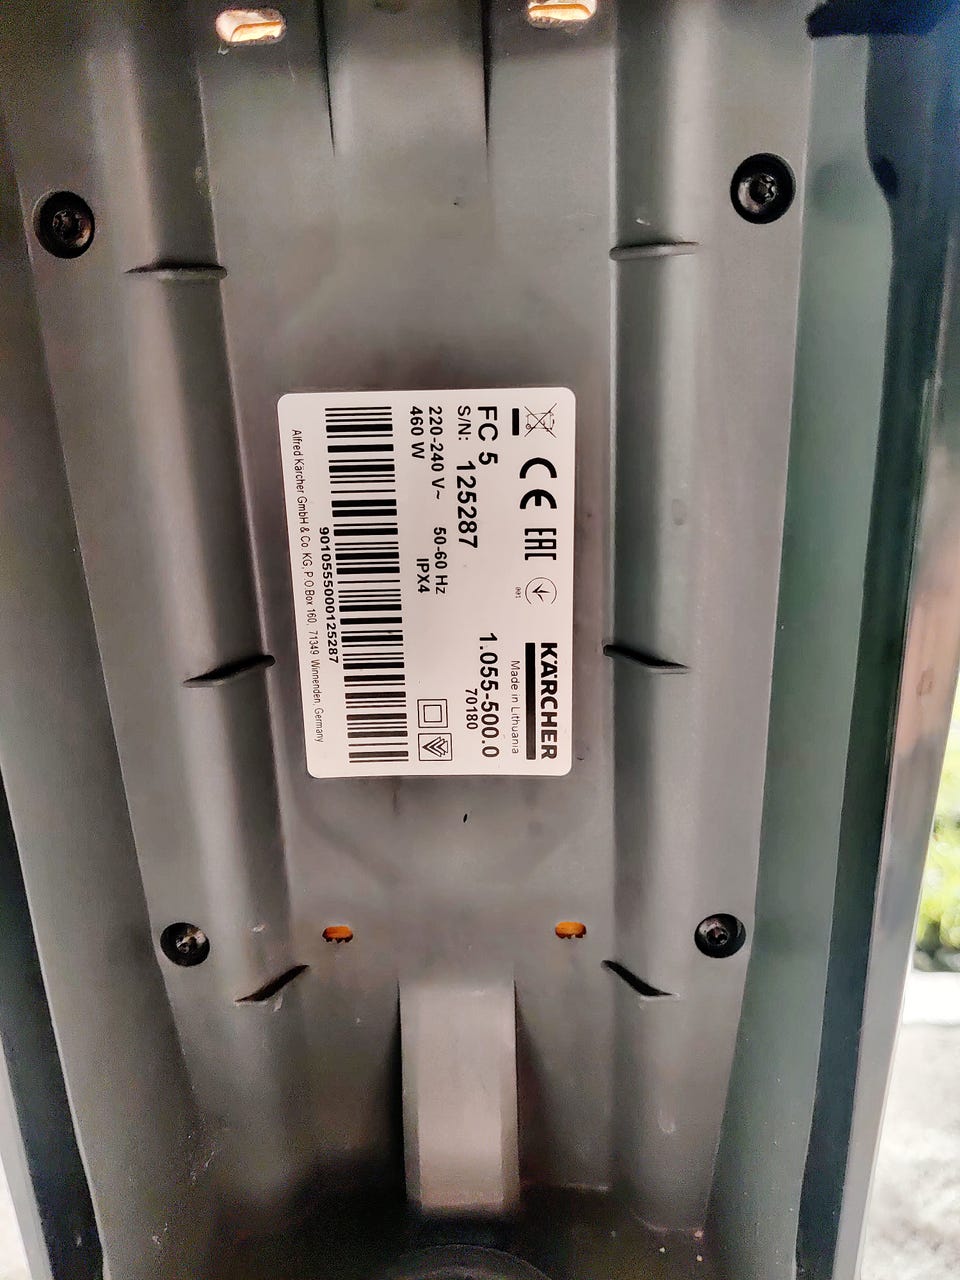 CE EAC
001
KÄRCHER
Made in Lithuania
FC 5
1.055-500.0
S/N: 125287
70180
220-240 V~ 50-60 Hz
460 W IPX4
9010555000125287
Alfred Kärcher GmbH & Co. KG, P.O.Box 160, 71349 Winnenden, Germany